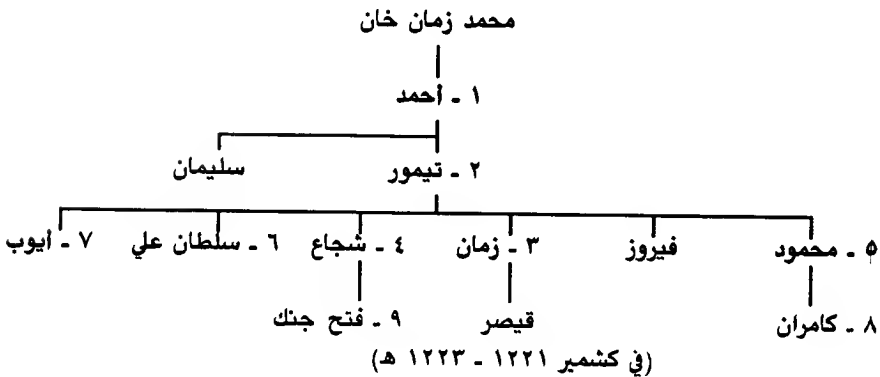 محمد زمان خان
١ ـ أحمد
٢ ـ تيمور سليمان
٥ ـ محمود فيروز ٣ ـ زمان ٤ ـ شجاع ٦ ـ سلطان علي ٧ ـ أيوب
٨ ـ كامران قيصر ٩ ـ فتح جنك
(في كشمير ١٢٢١ ـ ١٢٢٣ هـ)